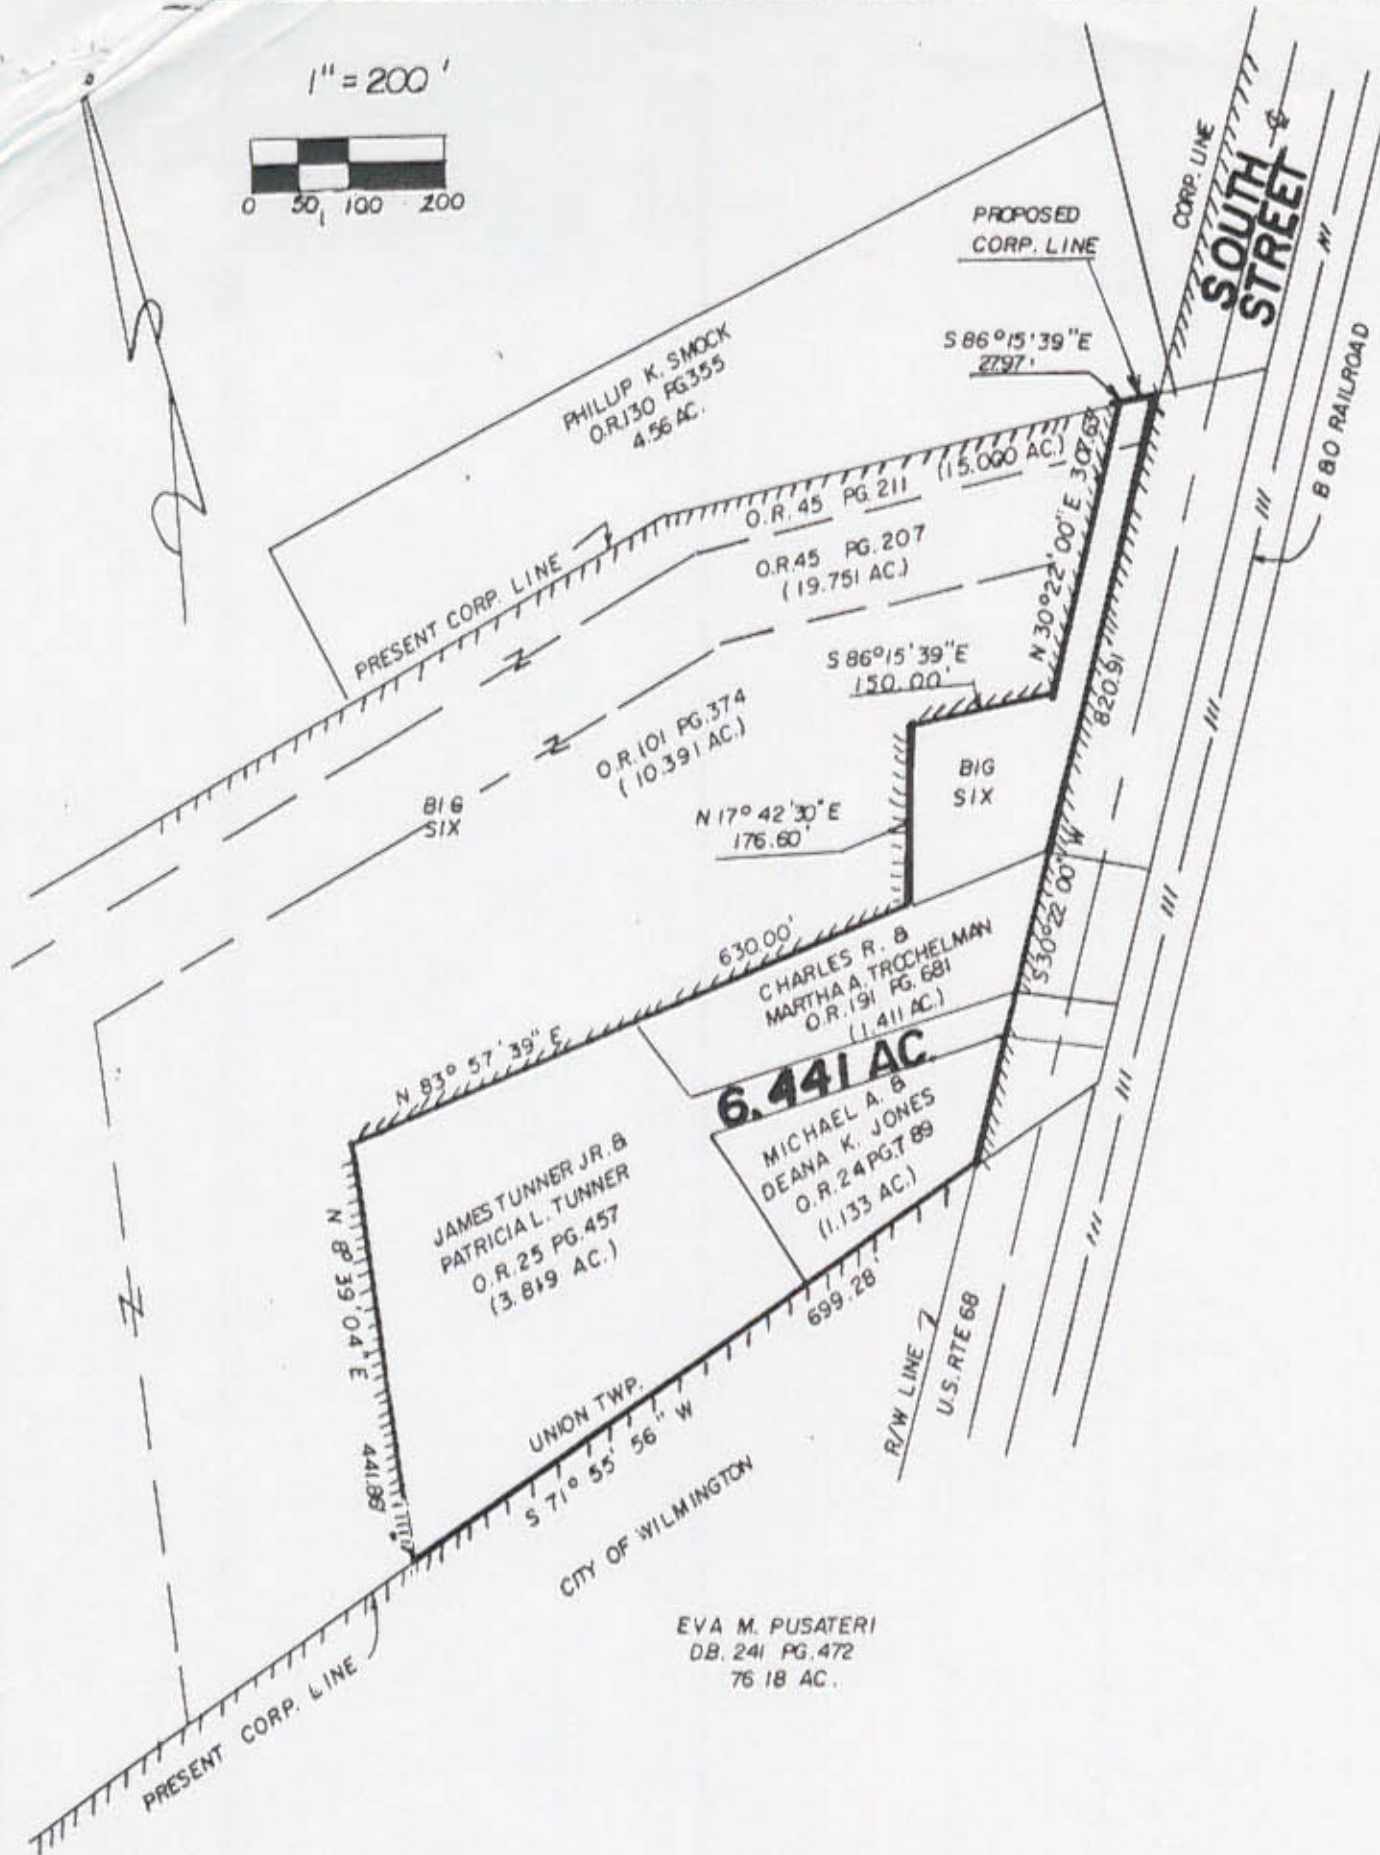 1" = 200'
0 50 100 200
CORP. LINE
SOUTH
STREET
PROPOSED
CORP. LINE
S 86° 15' 39" E
27.97'
PHILLUP K. SMOCK
O.R.130 PG.355
4.56 AC.
B&O RAILROAD
(15.000 AC.)
O.R. 45 PG. 211
N 30° 22' 00" E 307.63'
O.R.45 PG. 207
(19.751 AC.)
PRESENT CORP. LINE
S 86° 15' 39" E
150.00'
820.91'
O.R.101 PG.374
(10.391 AC.)
BIG
SIX
BIG
SIX
N 17° 42' 30" E
176.60'
S 30° 22' 00" W
630.00'
CHARLES R. &
MARTHA A. TROCHELMAN
O.R. 191 PG. 681
(1.411 AC.)
N 83° 57' 39" E
6.441 AC.
MICHAEL A. &
DEANA K. JONES
O.R.24 PG.789
(1.133 AC.)
JAMES TUNNER JR. &
PATRICIA L. TUNNER
O.R.25 PG.457
(3.819 AC.)
N 8° 39' 04" E
441.86'
699.28'
UNION TWP.
S 71° 55' 56" W
R/W LINE
U.S. RTE 68
CITY OF WILMINGTON
EVA M. PUSATERI
D.B. 241 PG. 472
76 18 AC.
PRESENT CORP. LINE